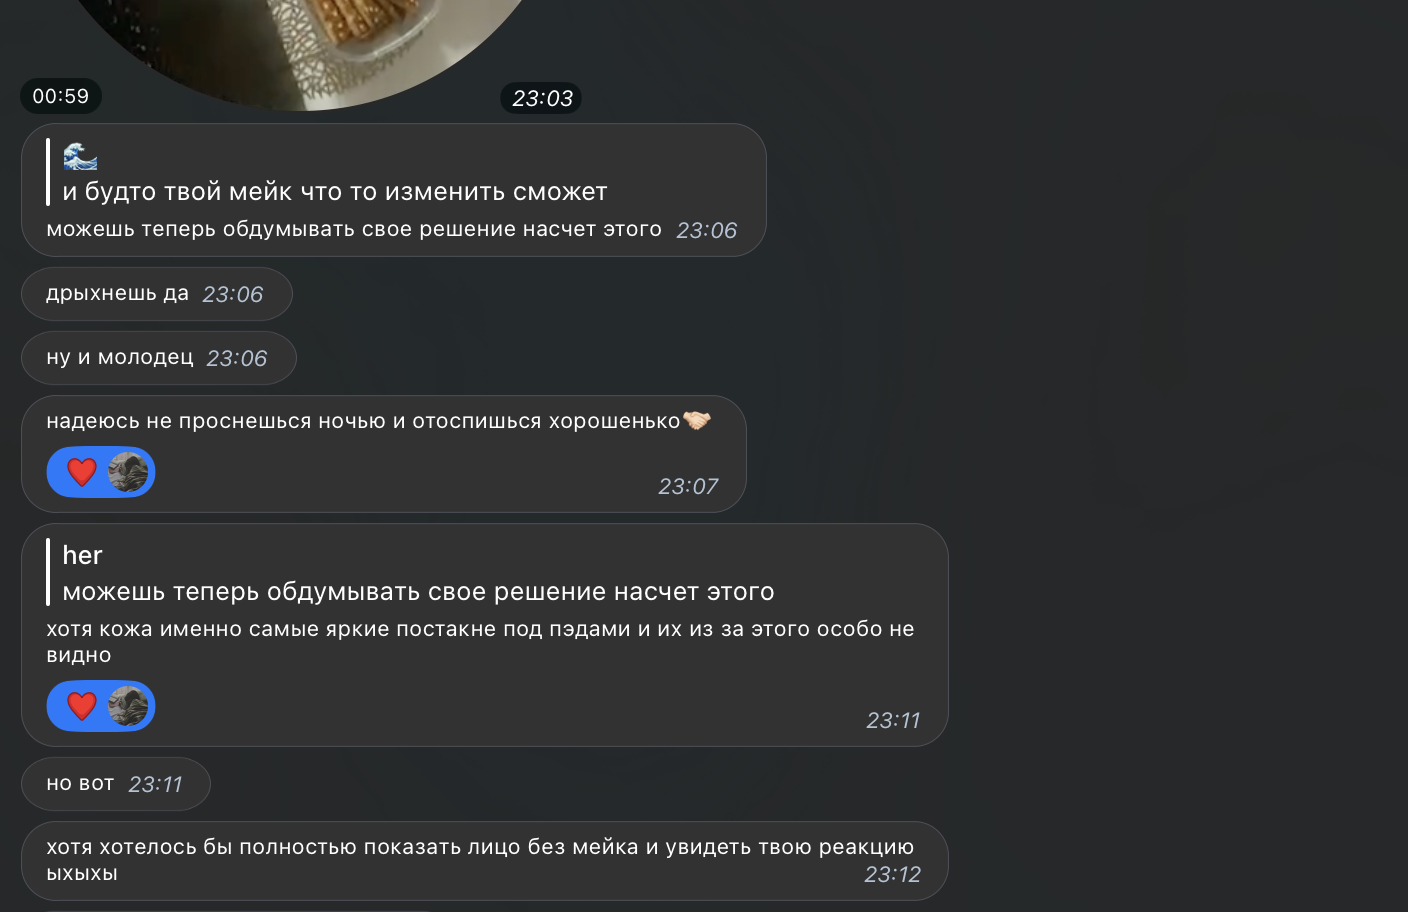 00:59
23:03
🌊
и будто твой мейк что то изменить сможет
можешь теперь обдумывать свое решение насчет этого 23:06
дрыхнешь да 23:06
ну и молодец 23:06
надеюсь не проснешься ночью и отоспишься хорошенько🤝🏻
❤️
23:07
her
можешь теперь обдумывать свое решение насчет этого
хотя кожа именно самые яркие постакне под пэдами и их из за этого особо не
видно
❤️
23:11
но вот 23:11
хотя хотелось бы полностью показать лицо без мейка и увидеть твою реакцию
ыхыхы 23:12